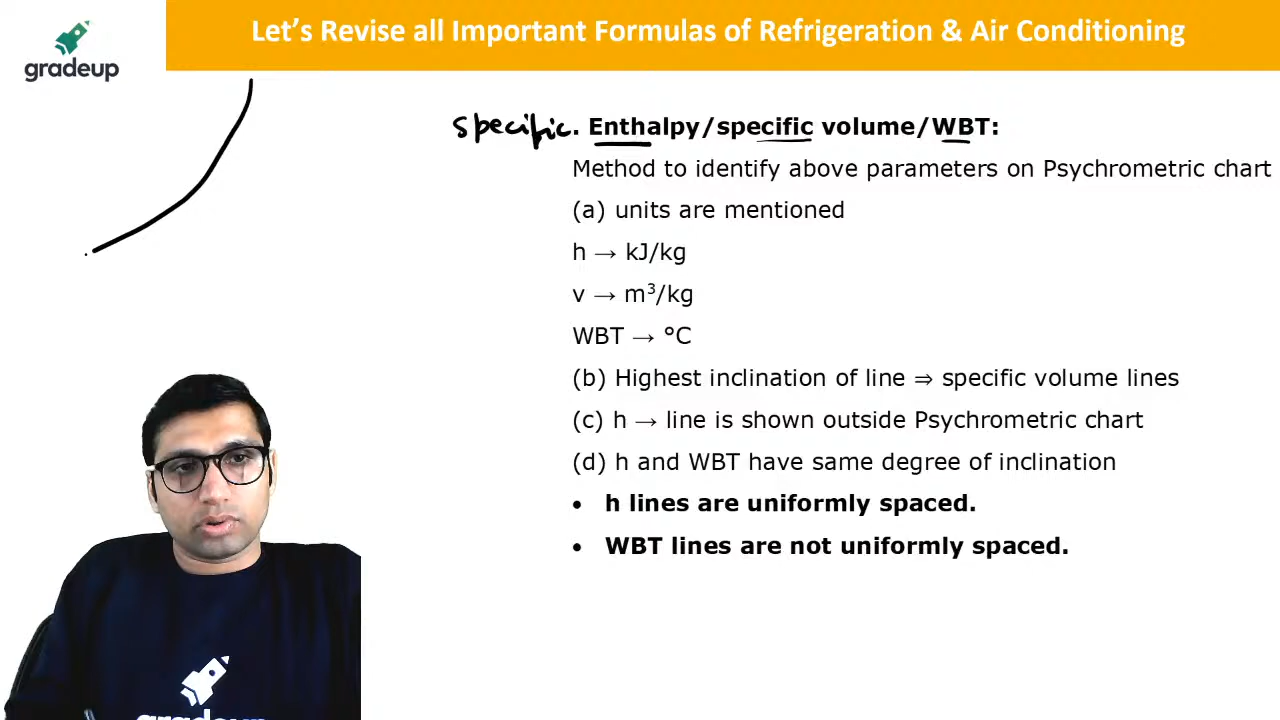 Let's Revise all Important Formulas of Refrigeration & Air Conditioning
gradeup
specific. Enthalpy/specific volume/WBT:
Method to identify above parameters on Psychrometric chart
(a) units are mentioned
h → kJ/kg
v → m³/kg
WBT → °C
(b) Highest inclination of line ⇒ specific volume lines
(c) h → line is shown outside Psychrometric chart
(d) h and WBT have same degree of inclination
• h lines are uniformly spaced.
• WBT lines are not uniformly spaced.
gradeup